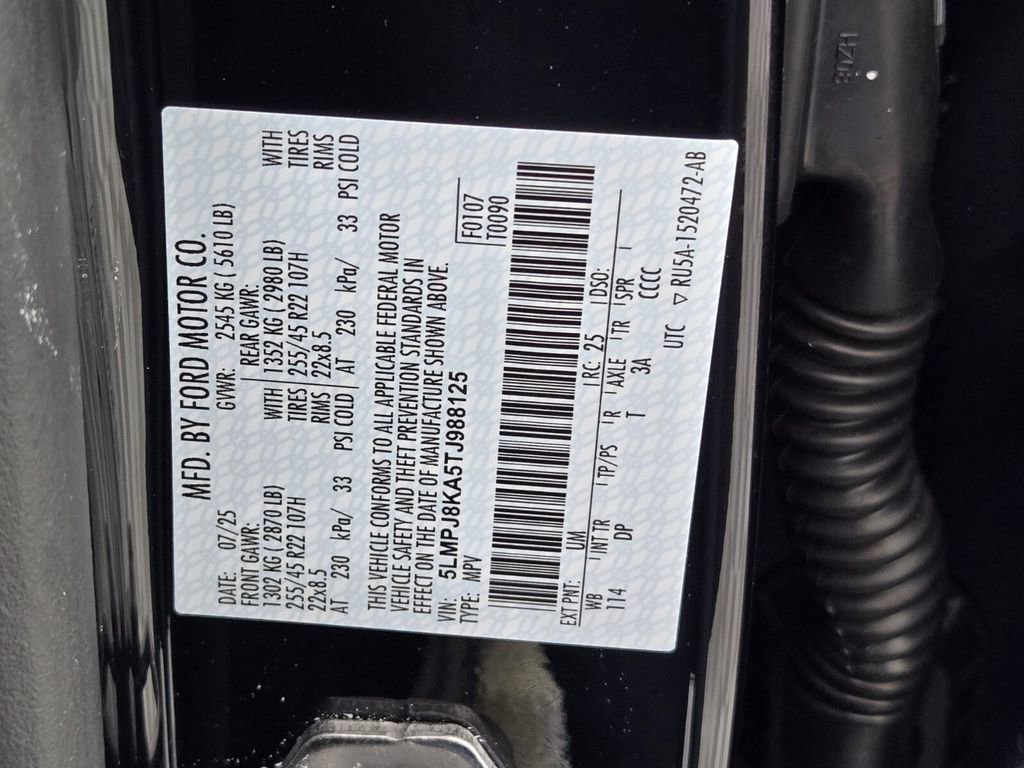 MFD. BY FORD MOTOR CO.
DATE: 07/25 GVWR: 2545 KG ( 5610 LB)
FRONT GAWR: REAR GAWR:
1302 KG ( 2870 LB) WITH 1352 KG ( 2980 LB) WITH
255/45 R22 107H TIRES 255/45 R22 107H TIRES
22x8.5 RIMS 22x8.5 RIMS
AT 230 kPa/ 33 PSI COLD AT 230 kPa/ 33 PSI COLD
THIS VEHICLE CONFORMS TO ALL APPLICABLE FEDERAL MOTOR
VEHICLE SAFETY AND THEFT PREVENTION STANDARDS IN
EFFECT ON THE DATE OF MANUFACTURE SHOWN ABOVE.
VIN: 5LMPJ8KA5TJ988125 F0107
TYPE: MPV T0090
EXT PNT: UM RC: 25 DSO:
WB INT TR TP/PS R AXLE TR SPR
114 DP T 3A CCCC
UTC ▽ RU5A-1520472-AB
HZ08